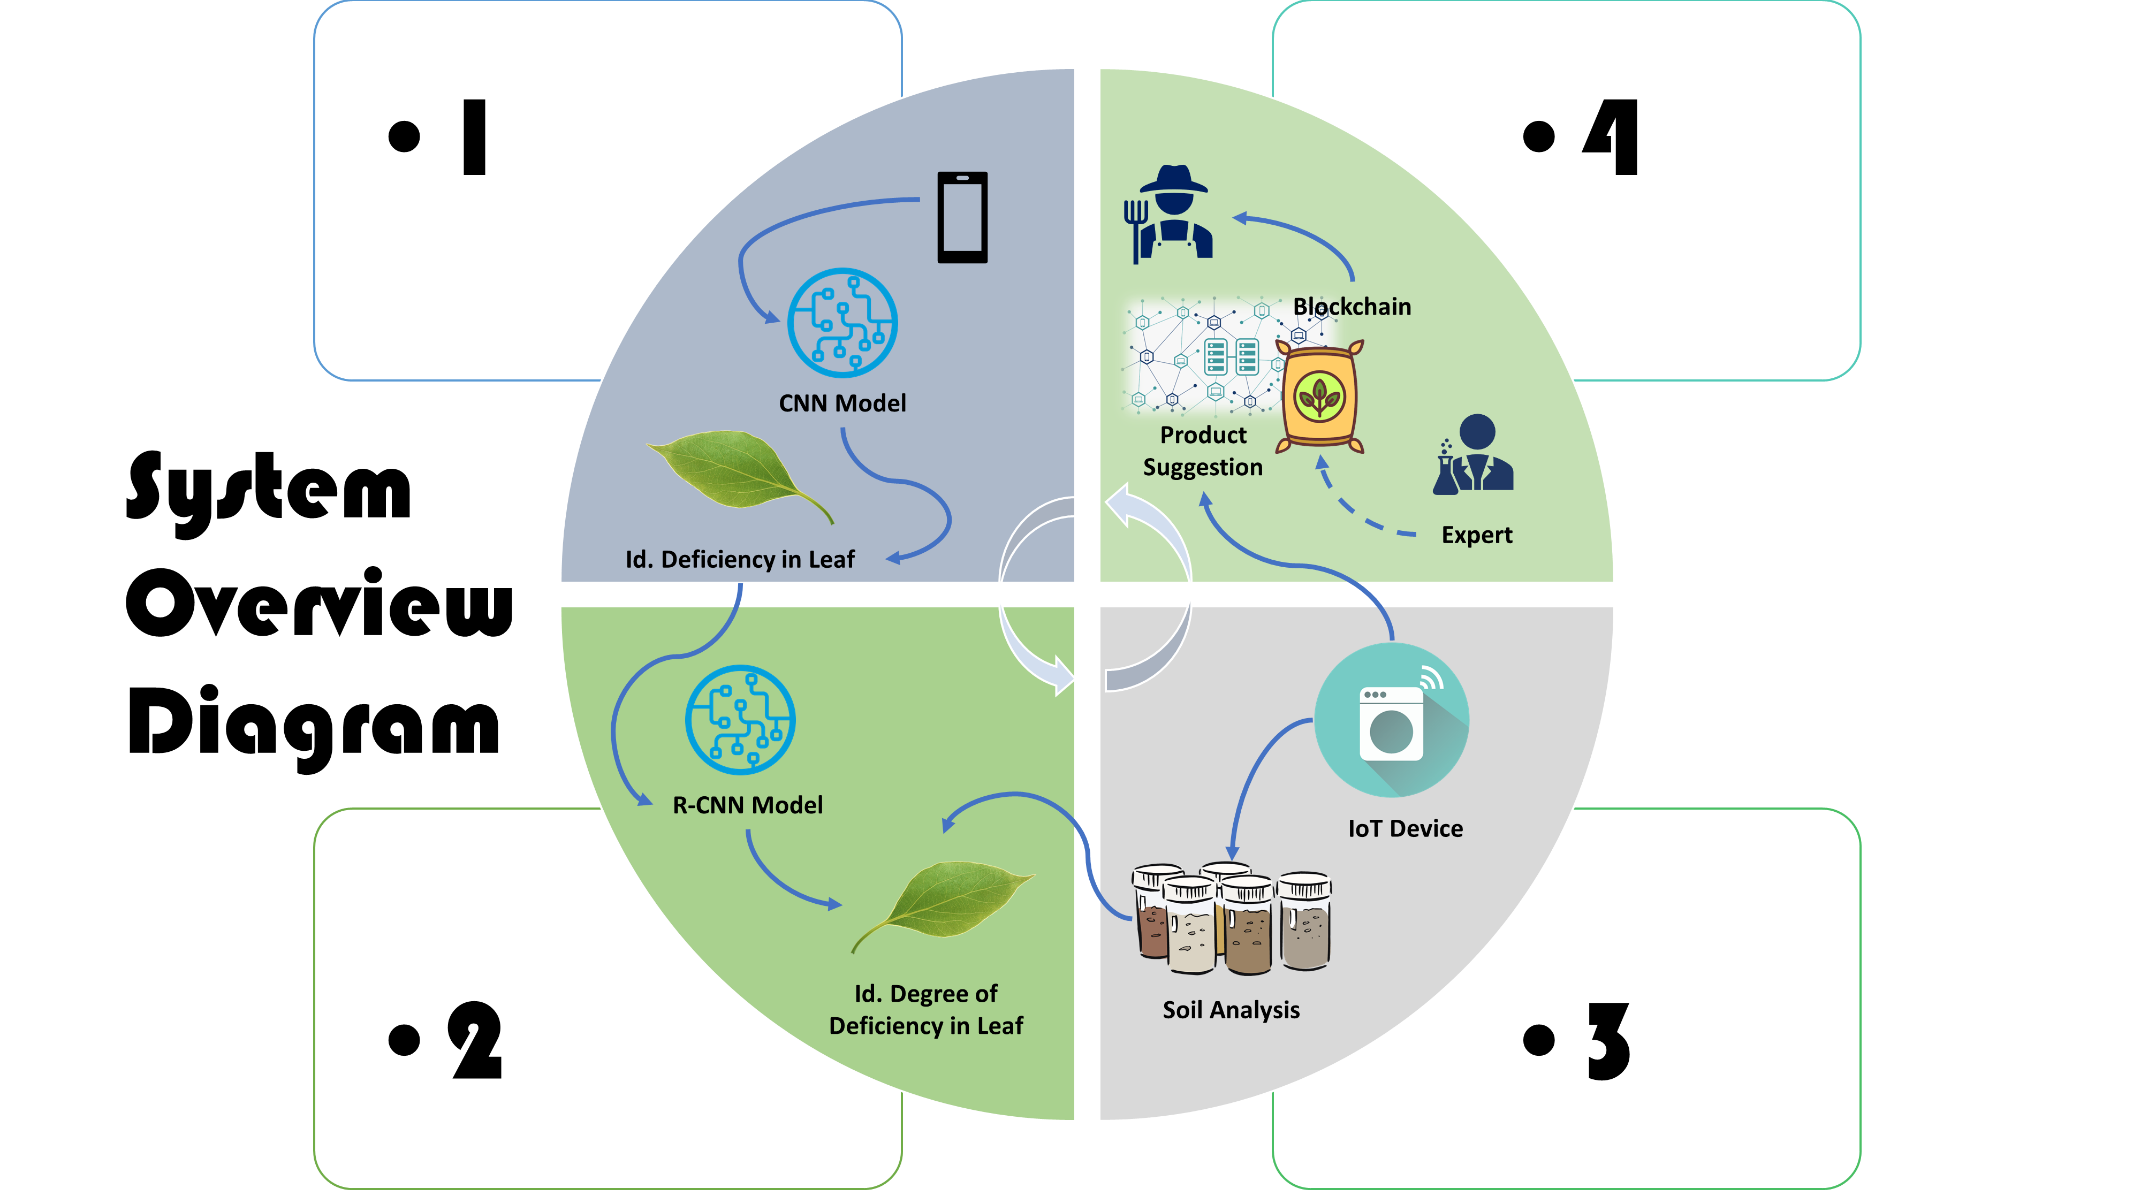 System
Overview
Diagram
• 1
CNN Model
Id. Deficiency in Leaf
• 2
R-CNN Model
Id. Degree of
Deficiency in Leaf
• 3
IoT Device
Soil Analysis
• 4
Blockchain
Product
Suggestion
Expert